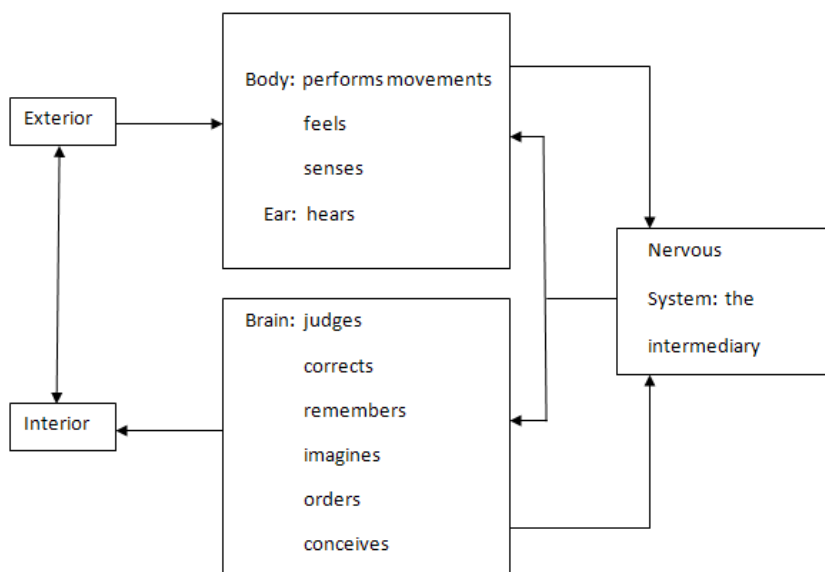 Exterior
Body: performs movements
feels
senses
Ear: hears
Nervous
System: the
intermediary
Brain: judges
corrects
remembers
imagines
orders
conceives
Interior